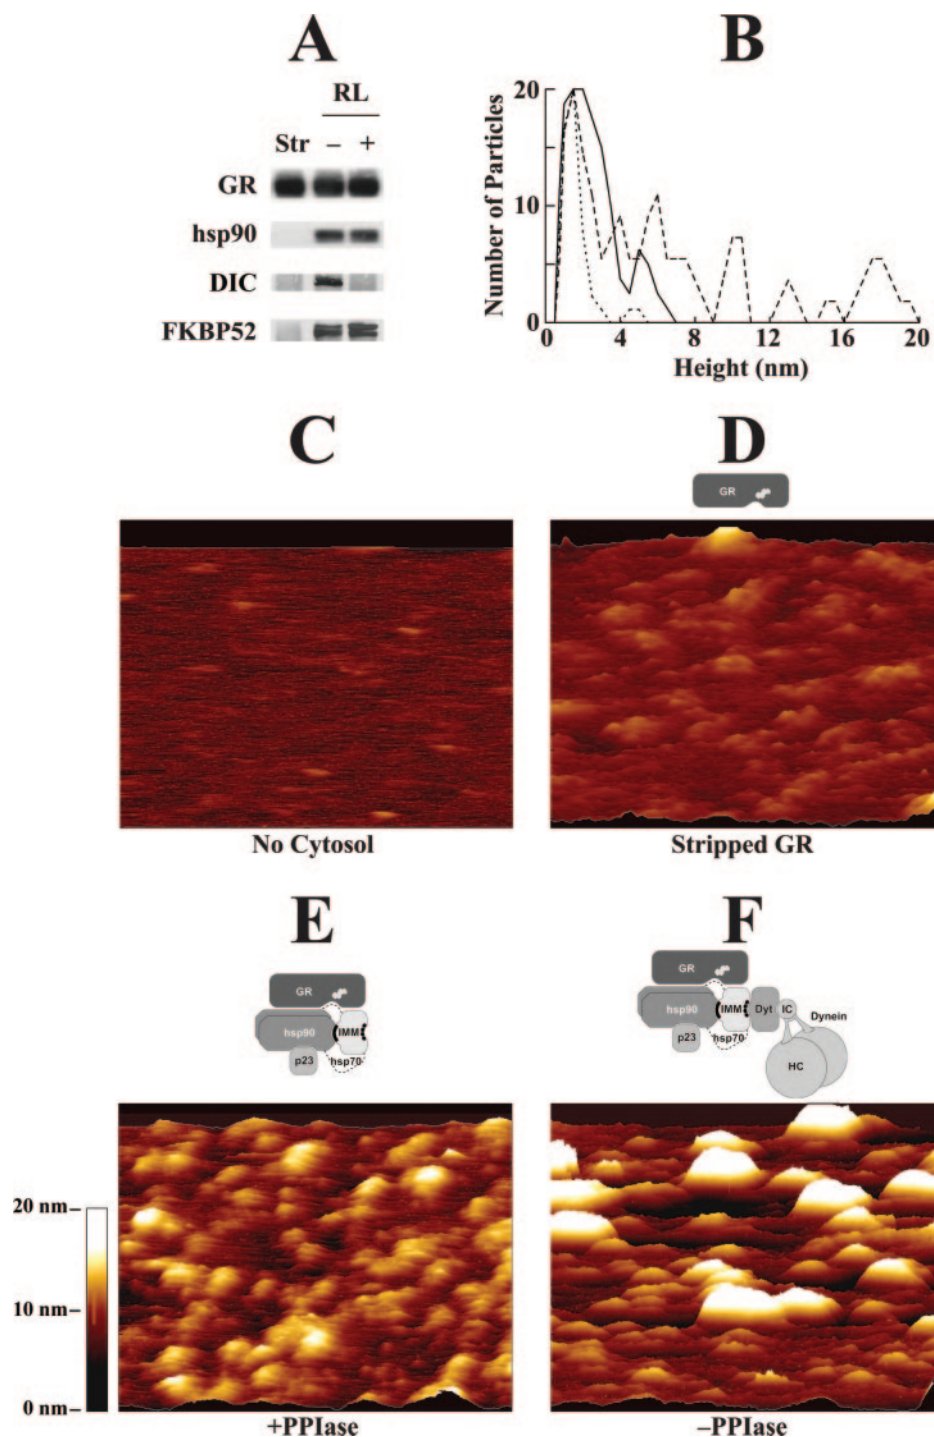 A
RL
Str − +
GR
hsp90
DIC
FKBP52
B
Number of Particles
20
10
0
0 4 8 12 16 20
Height (nm)
C
No Cytosol
D
GR
Stripped GR
E
GR
hsp90
IMM
p23
hsp70
20 nm
10 nm
0 nm
+PPIase
F
GR
hsp90
IMM
Dyt
IC
Dynein
p23
hsp70
HC
−PPIase